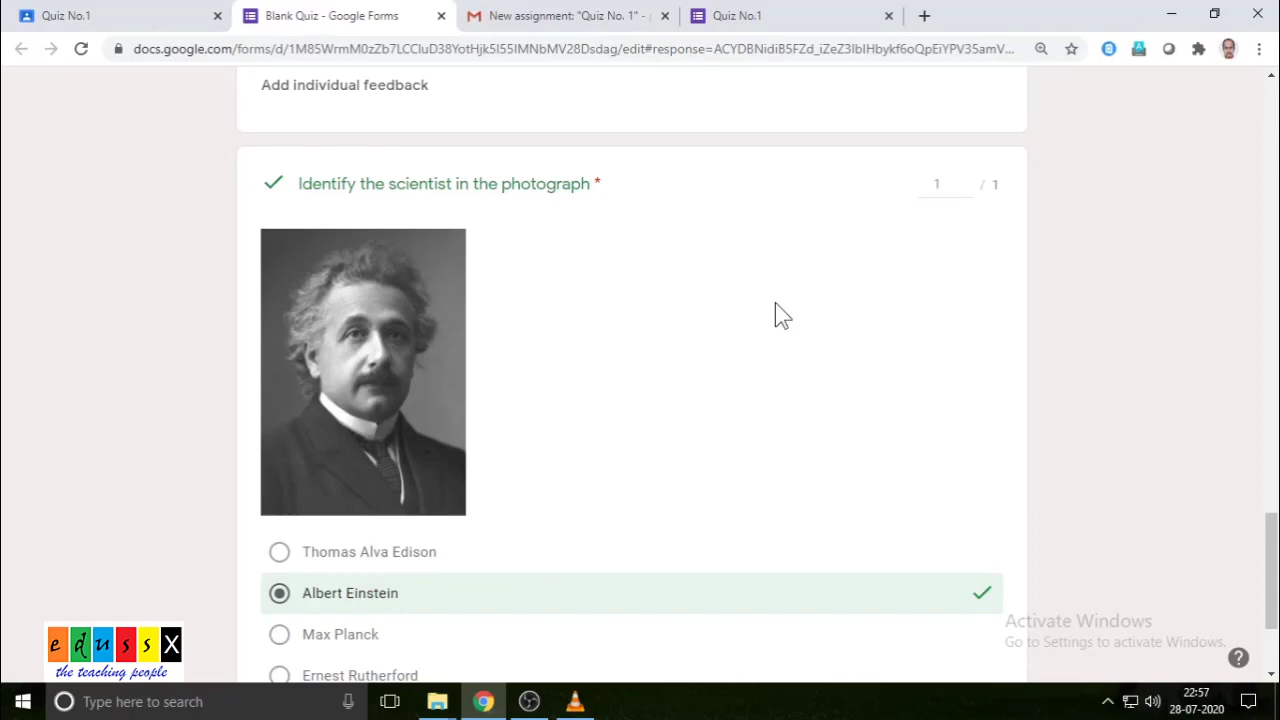 Quiz No.1
Blank Quiz - Google Forms
New assignment: "Quiz No. 1" -
Quiz No.1
docs.google.com/forms/d/1M85WrmM0zZb7LCCluD38YotHjk5l55IMNbMV28Dsdag/edit#response=ACYDBNidiB5FZd_iZeZ3lblHbykf6oQpEiYPV35amV...
Add individual feedback
Identify the scientist in the photograph *
1 / 1
Thomas Alva Edison
Albert Einstein
Max Planck
Ernest Rutherford
Activate Windows
Go to Settings to activate Windows.
edussX
the teaching people
Type here to search
22:57
28-07-2020